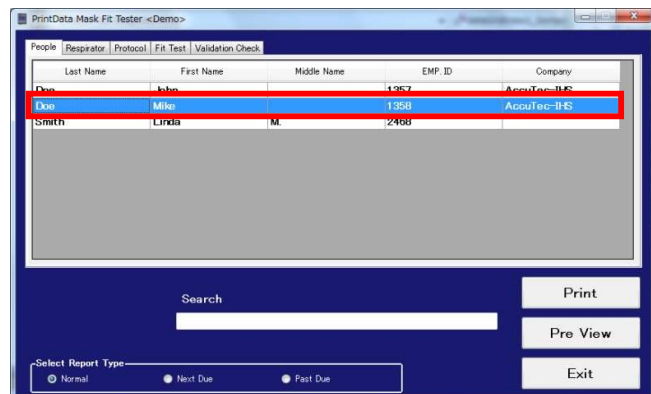 PrintData Mask Fit Tester <Demo>
People Respirator Protocol Fit Test Validation Check
Last Name First Name Middle Name EMP. ID Company
Doe John 1357 AccuTec-IHS
Doe Mike 1358 AccuTec-IHS
Smith Linda M. 2468
Search
Print
Pre View
Select Report Type
Normal Next Due Past Due
Exit